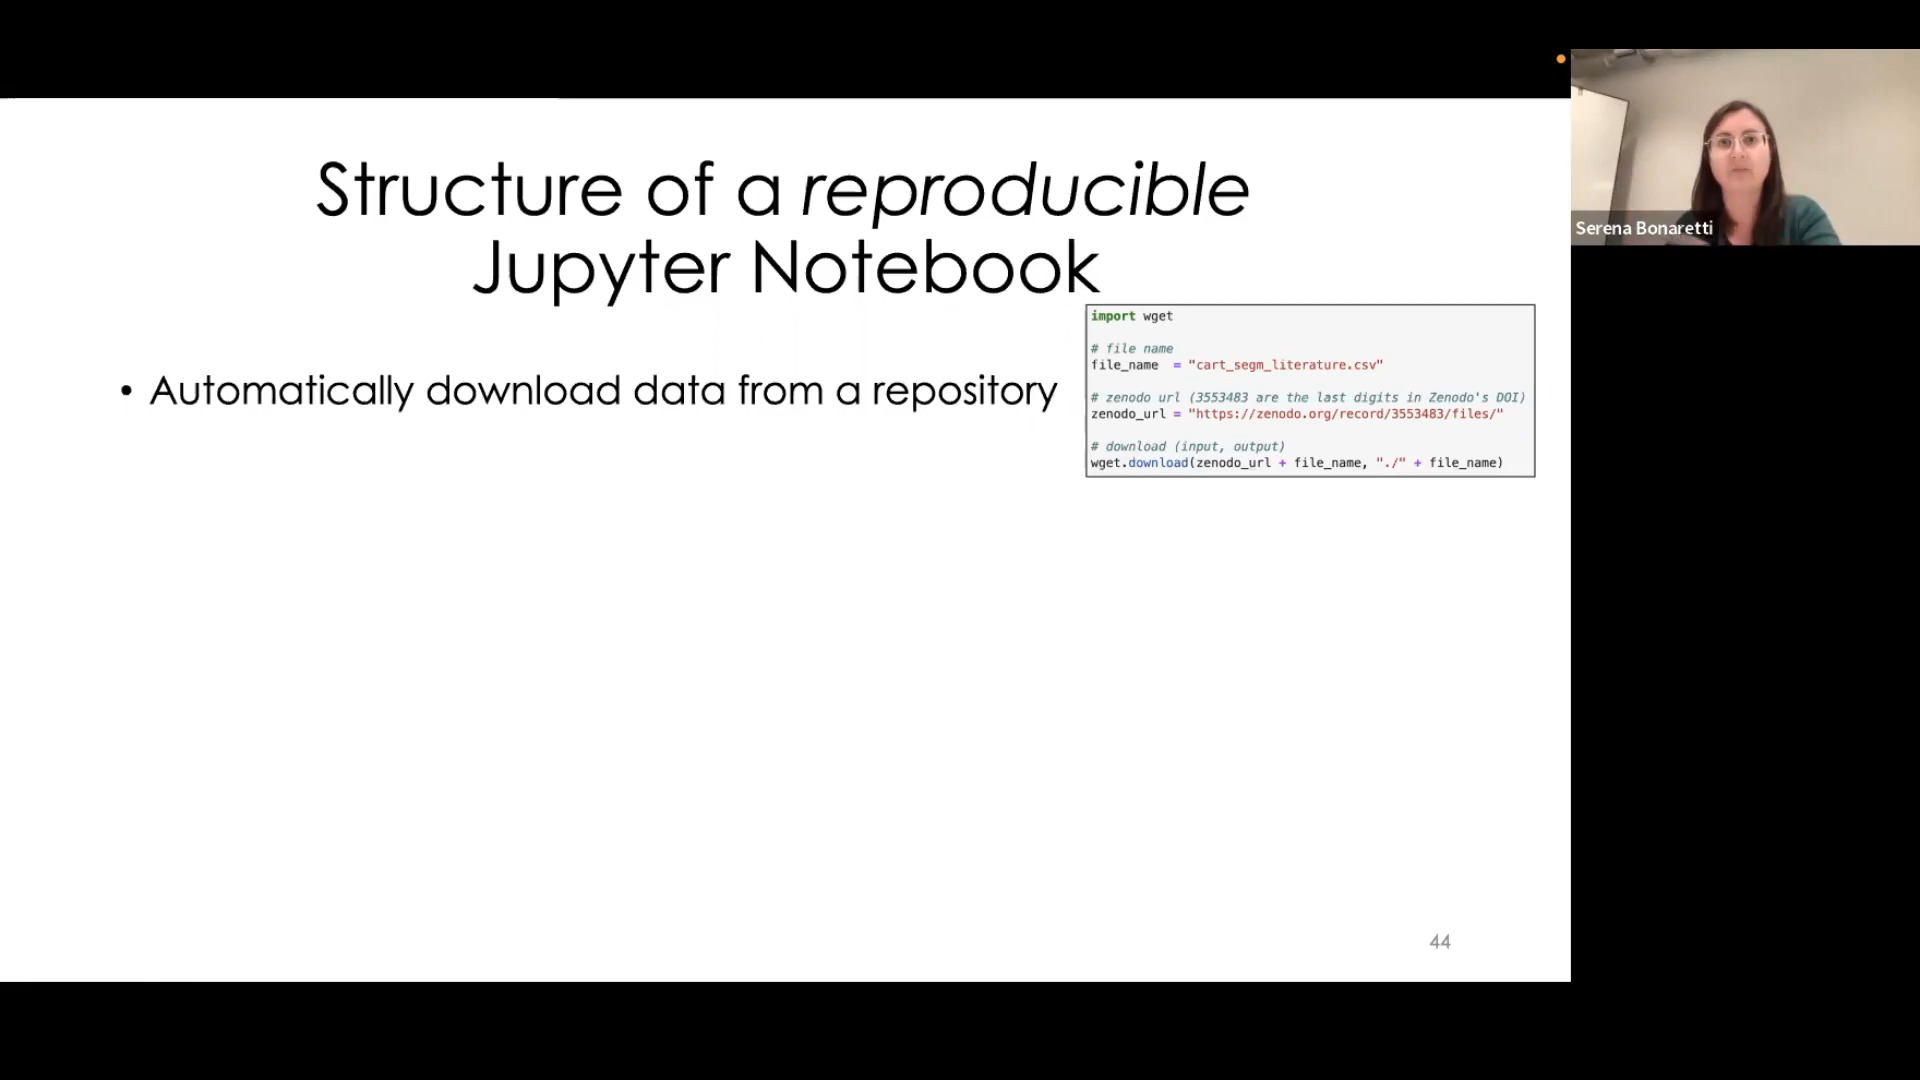 Structure of a reproducible
Jupyter Notebook
• Automatically download data from a repository
import wget
# file name
file_name = "cart_segm_literature.csv"
# zenodo url (3553483 are the last digits in Zenodo's DOI)
zenodo_url = "https://zenodo.org/record/3553483/files/"
# download (input, output)
wget.download(zenodo_url + file_name, "./" + file_name)
44
Serena Bonaretti